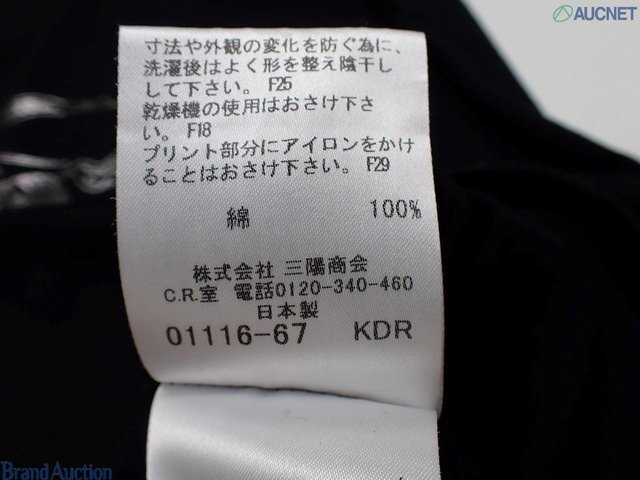 AUCNET
寸法や外観の変化を防ぐ為に、
洗濯後はよく形を整え陰干し
して下さい。 F25
乾燥機の使用はおさけ下さ
い。 F18
プリント部分にアイロンをかけ
ることはおさけ下さい。 F29
綿 100%
株式会社 三陽商会
C.R.室 電話0120-340-460
日本製
01116-67 KDR
Brand Auction